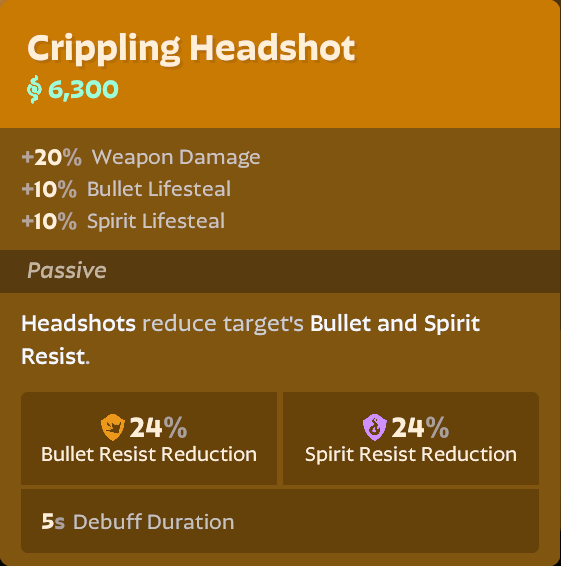 Crippling Headshot
6,300
+20% Weapon Damage
+10% Bullet Lifesteal
+10% Spirit Lifesteal
Passive
Headshots reduce target's Bullet and Spirit
Resist.
24%
Bullet Resist Reduction
24%
Spirit Resist Reduction
5s Debuff Duration